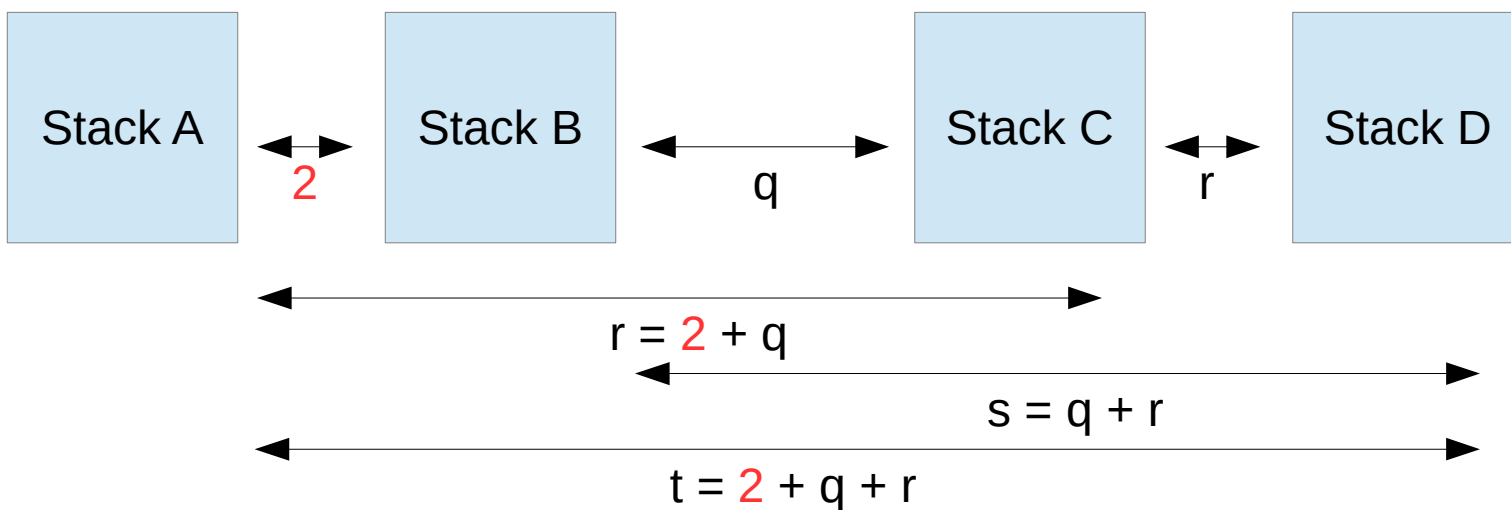 Stack A
Stack B
Stack C
Stack D
2
q
r
r = 2 + q
s = q + r
t = 2 + q + r